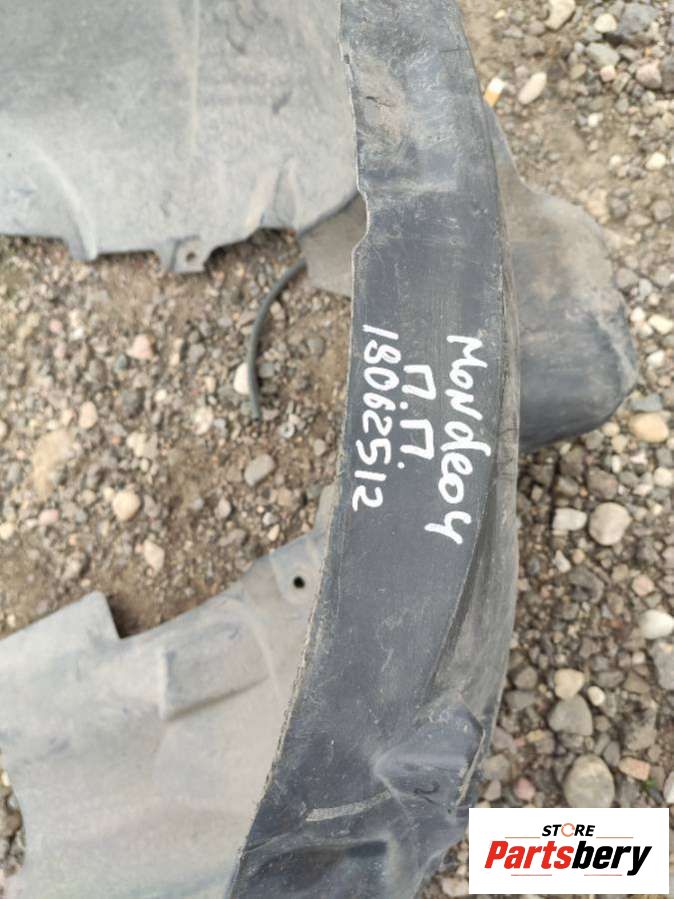 Mondeo4
П.П.
18062512
STORE
Partsbery